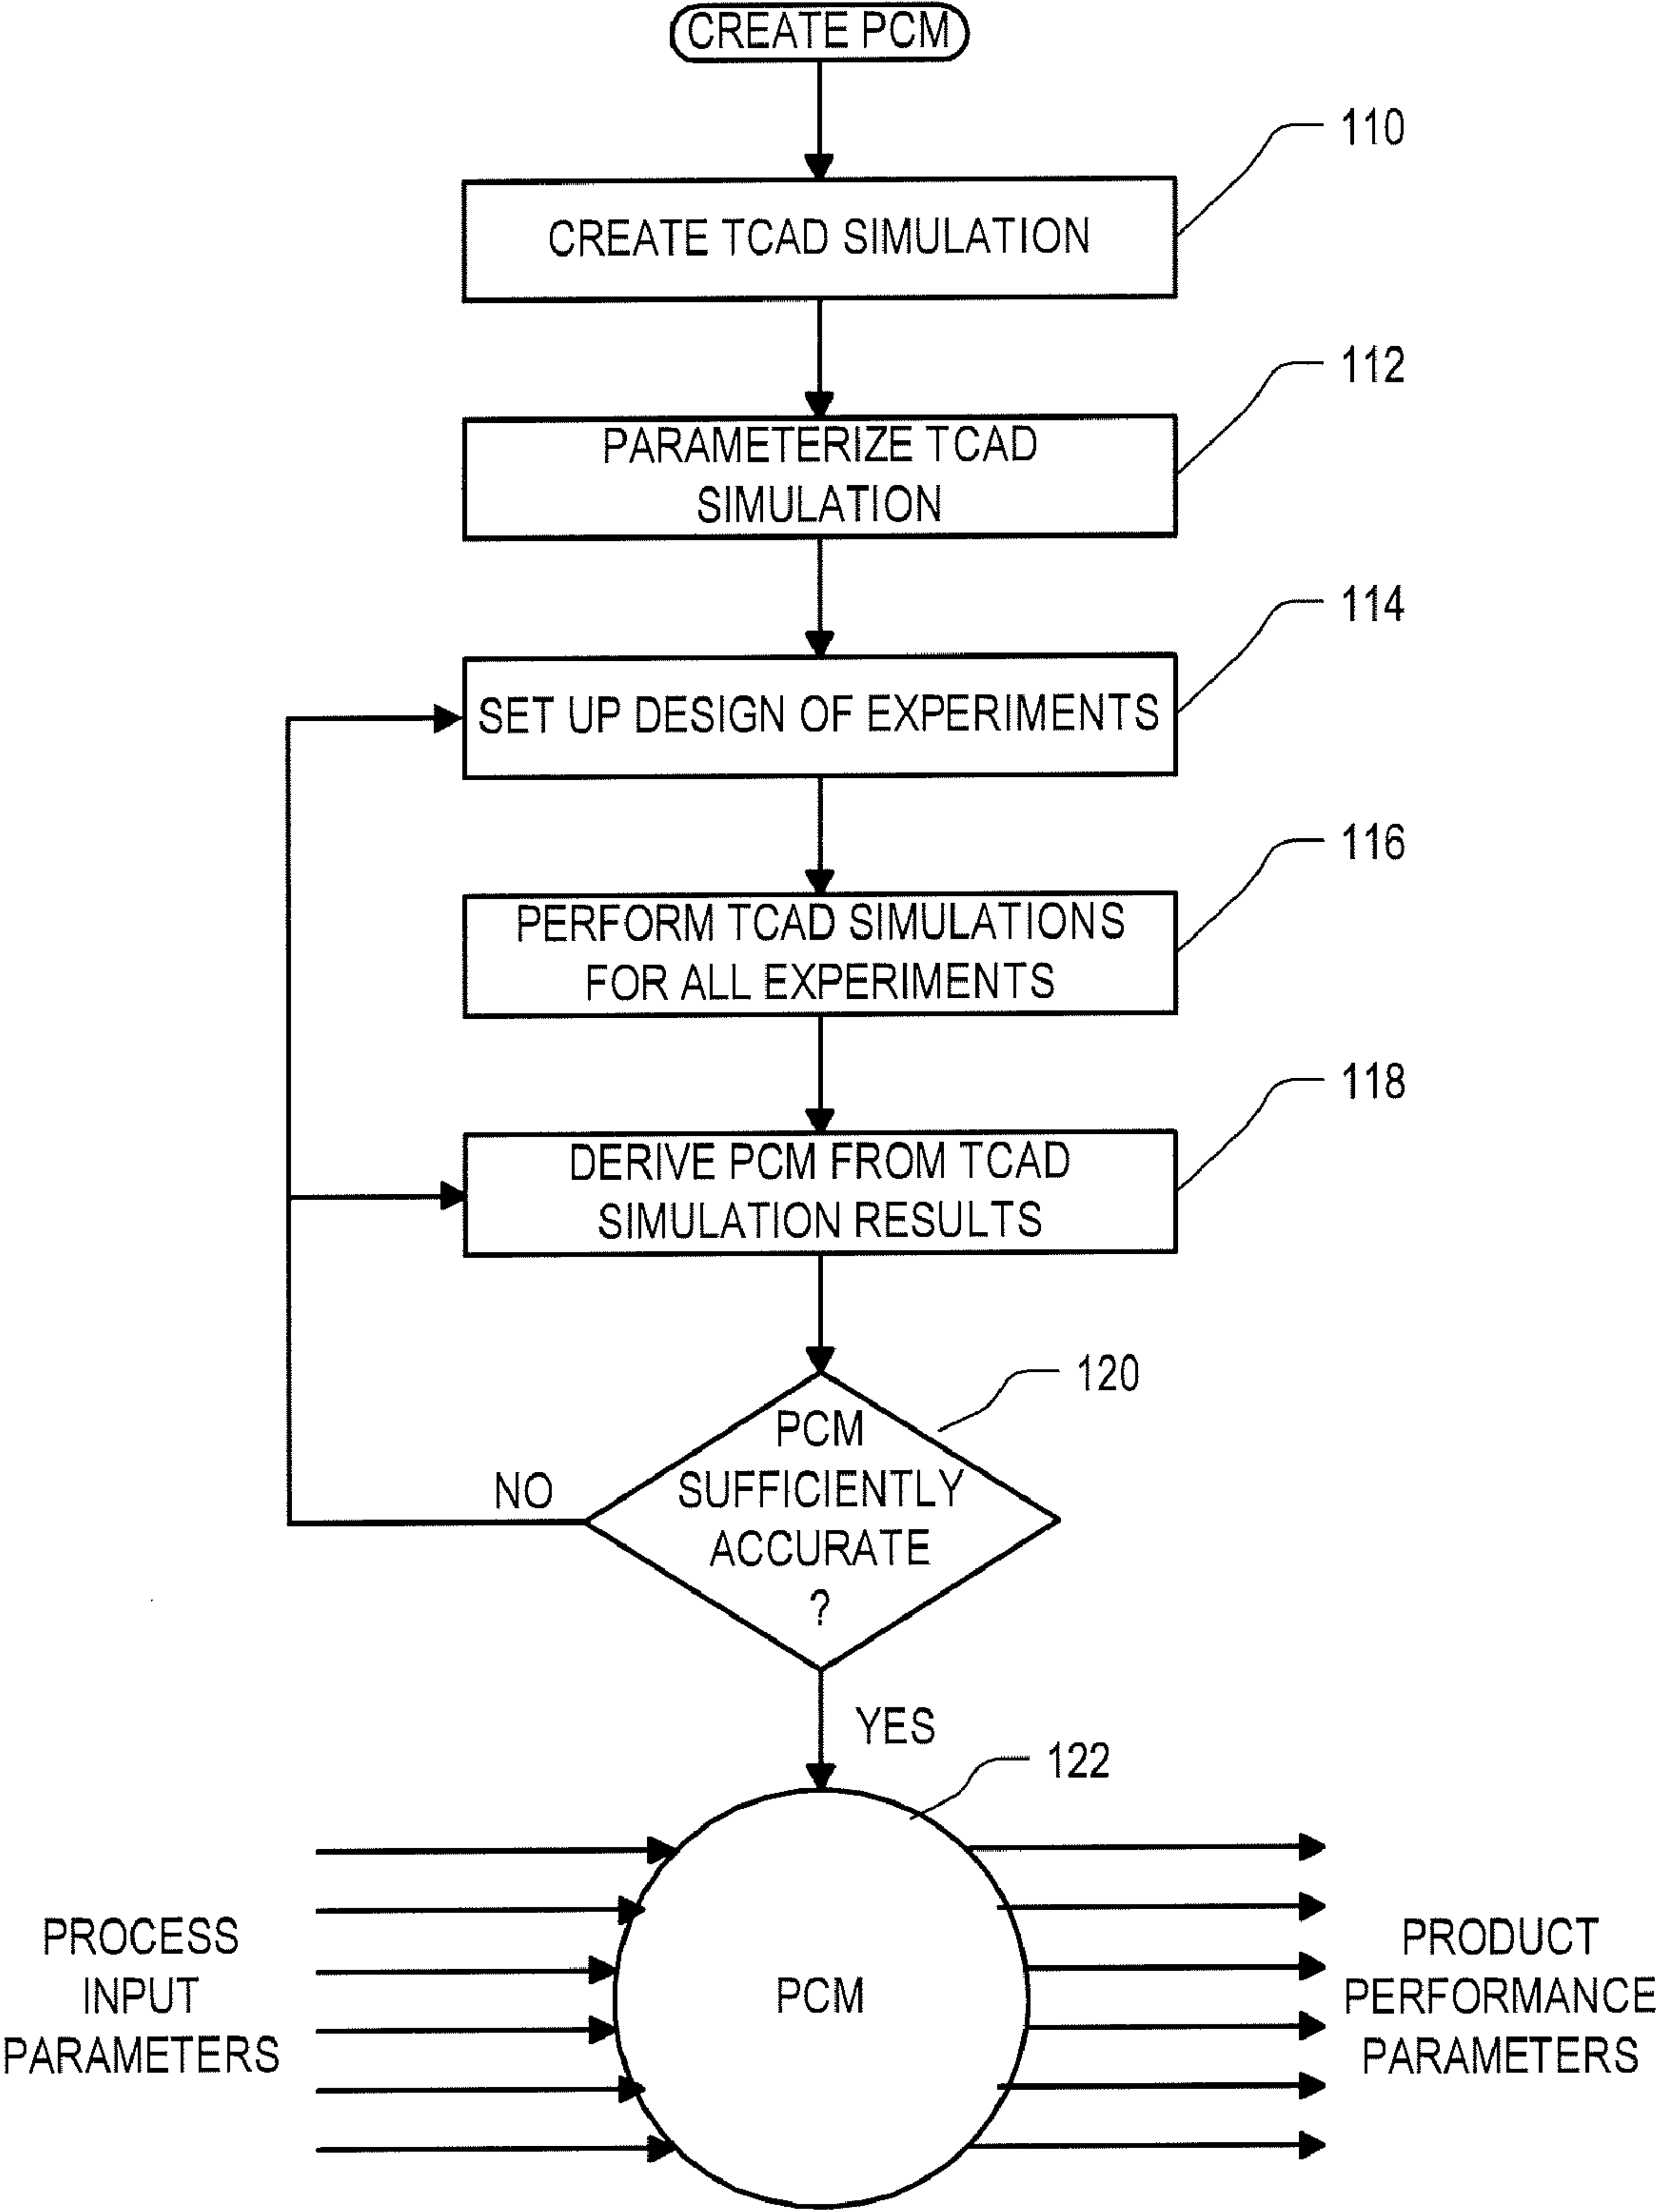 CREATE PCM
110
CREATE TCAD SIMULATION
112
PARAMETERIZE TCAD
SIMULATION
114
SET UP DESIGN OF EXPERIMENTS
116
PERFORM TCAD SIMULATIONS
FOR ALL EXPERIMENTS
118
DERIVE PCM FROM TCAD
SIMULATION RESULTS
120
PCM
SUFFICIENTLY
ACCURATE
?
NO
YES
122
PROCESS
INPUT
PARAMETERS
PCM
PRODUCT
PERFORMANCE
PARAMETERS